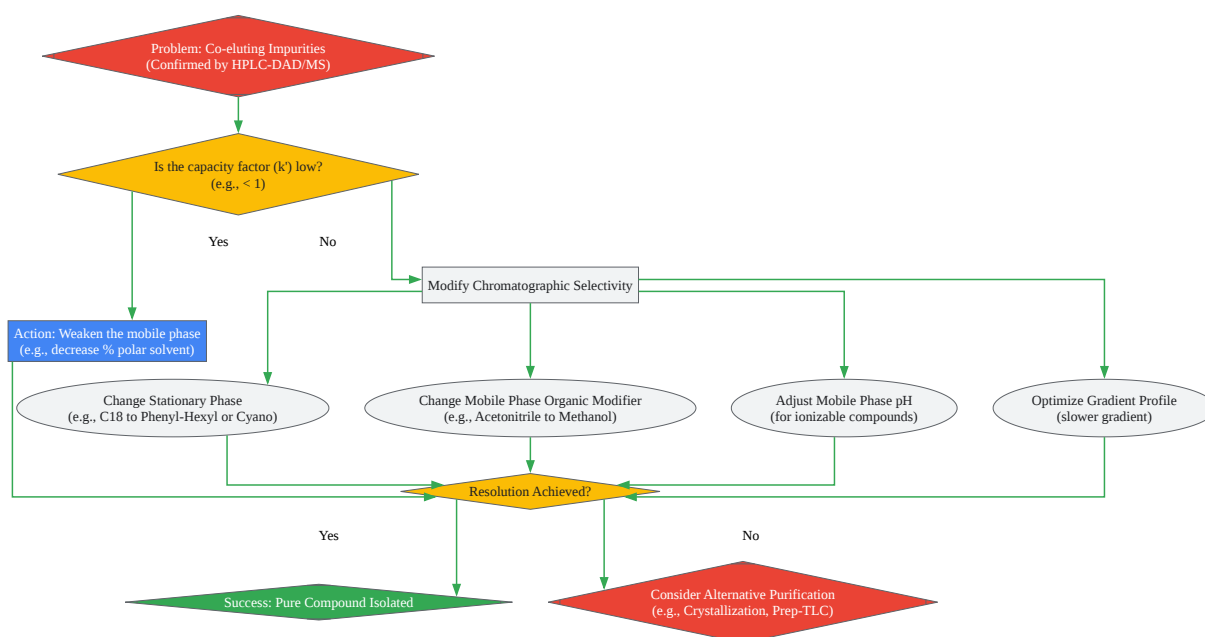 Problem: Co-eluting Impurities
(Confirmed by HPLC-DAD/MS)
Is the capacity factor (k') low?
(e.g., < 1)
Yes
No
Modify Chromatographic Selectivity
Action: Weaken the mobile phase
(e.g., decrease % polar solvent)
Change Stationary Phase
(e.g., C18 to Phenyl-Hexyl or Cyano)
Change Mobile Phase Organic Modifier
(e.g., Acetonitrile to Methanol)
Adjust Mobile Phase pH
(for ionizable compounds)
Optimize Gradient Profile
(slower gradient)
Resolution Achieved?
Yes
No
Success: Pure Compound Isolated
Consider Alternative Purification
(e.g., Crystallization, Prep-TLC)